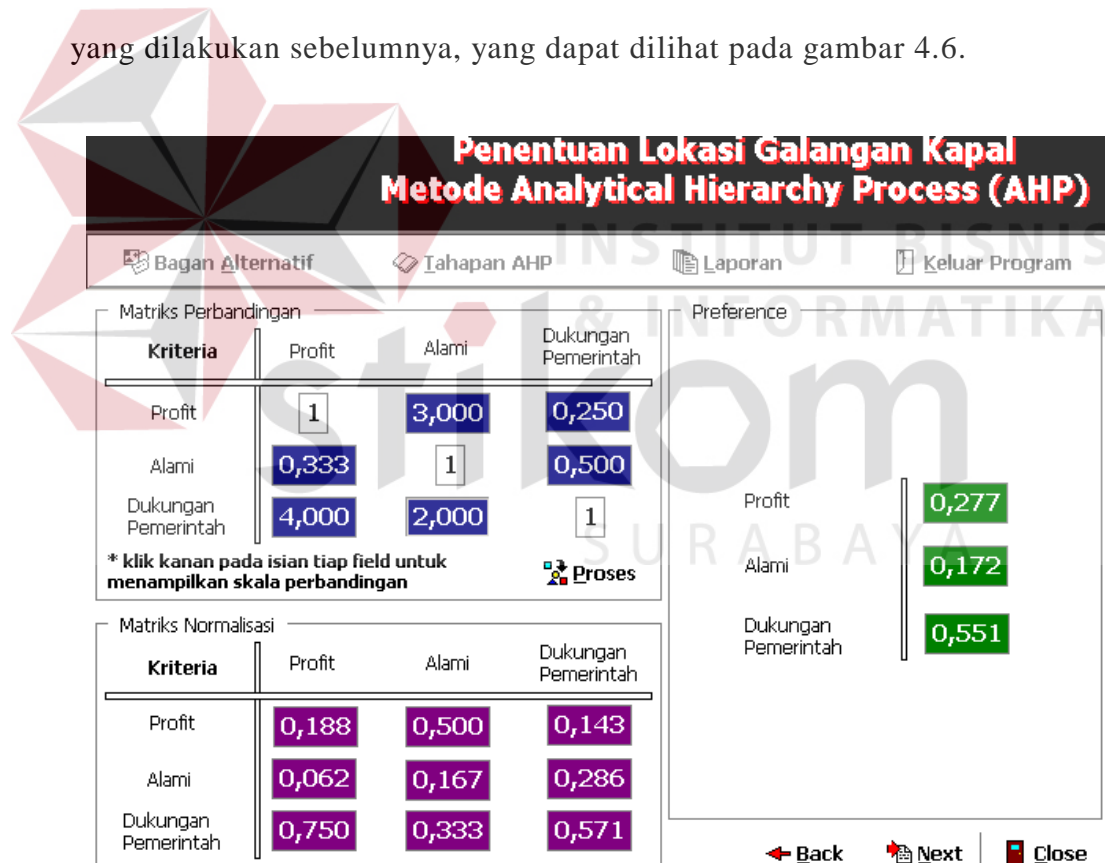 yang dilakukan sebelumnya, yang dapat dilihat pada gambar 4.6.
Penentuan Lokasi Galangan Kapal
Metode Analytical Hierarchy Process (AHP)
INSTITUT BISNIS
& INFORMATIKA
stikom
SURABAYA
Bagan Alternatif Tahapan AHP Laporan Keluar Program
Matriks Perbandingan
Kriteria Profit Alami Dukungan Pemerintah
Profit 1 3,000 0,250
Alami 0,333 1 0,500
Dukungan Pemerintah 4,000 2,000 1
* klik kanan pada isian tiap field untuk
menampilkan skala perbandingan
Proses
Matriks Normalisasi
Kriteria Profit Alami Dukungan Pemerintah
Profit 0,188 0,500 0,143
Alami 0,062 0,167 0,286
Dukungan Pemerintah 0,750 0,333 0,571
Preference
Profit 0,277
Alami 0,172
Dukungan Pemerintah 0,551
Back Next Close